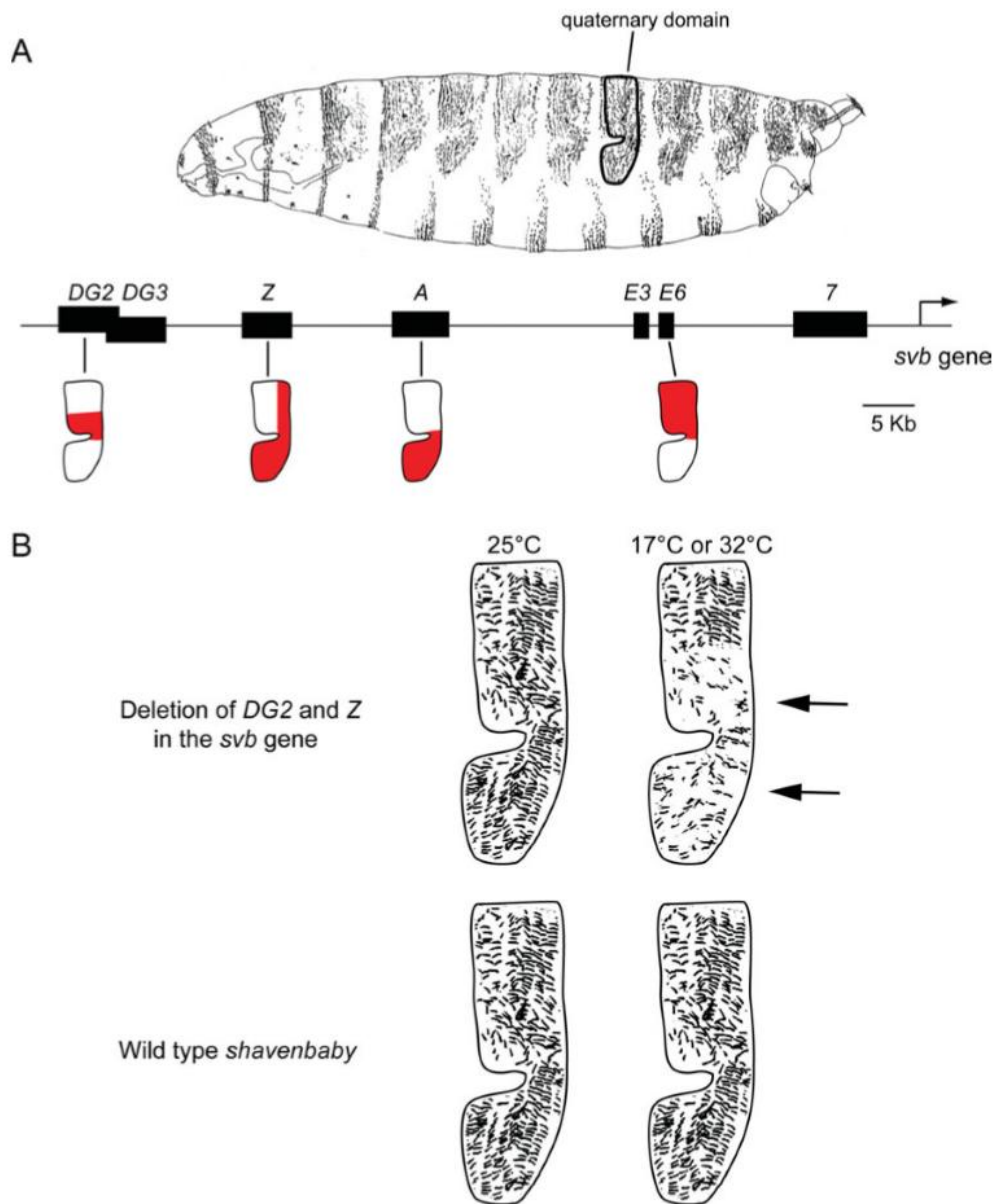 A
quaternary domain
DG2 DG3 Z A E3 E6 7
svb gene
5 Kb
B
25°C 17°C or 32°C
Deletion of DG2 and Z
in the svb gene
Wild type shavenbaby